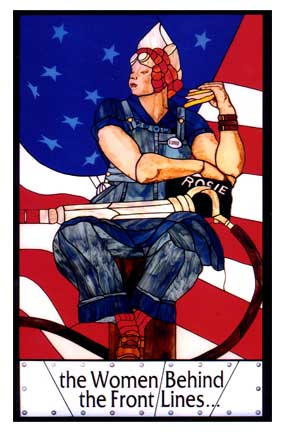 ROSIE
the Women Behind
the Front Lines...